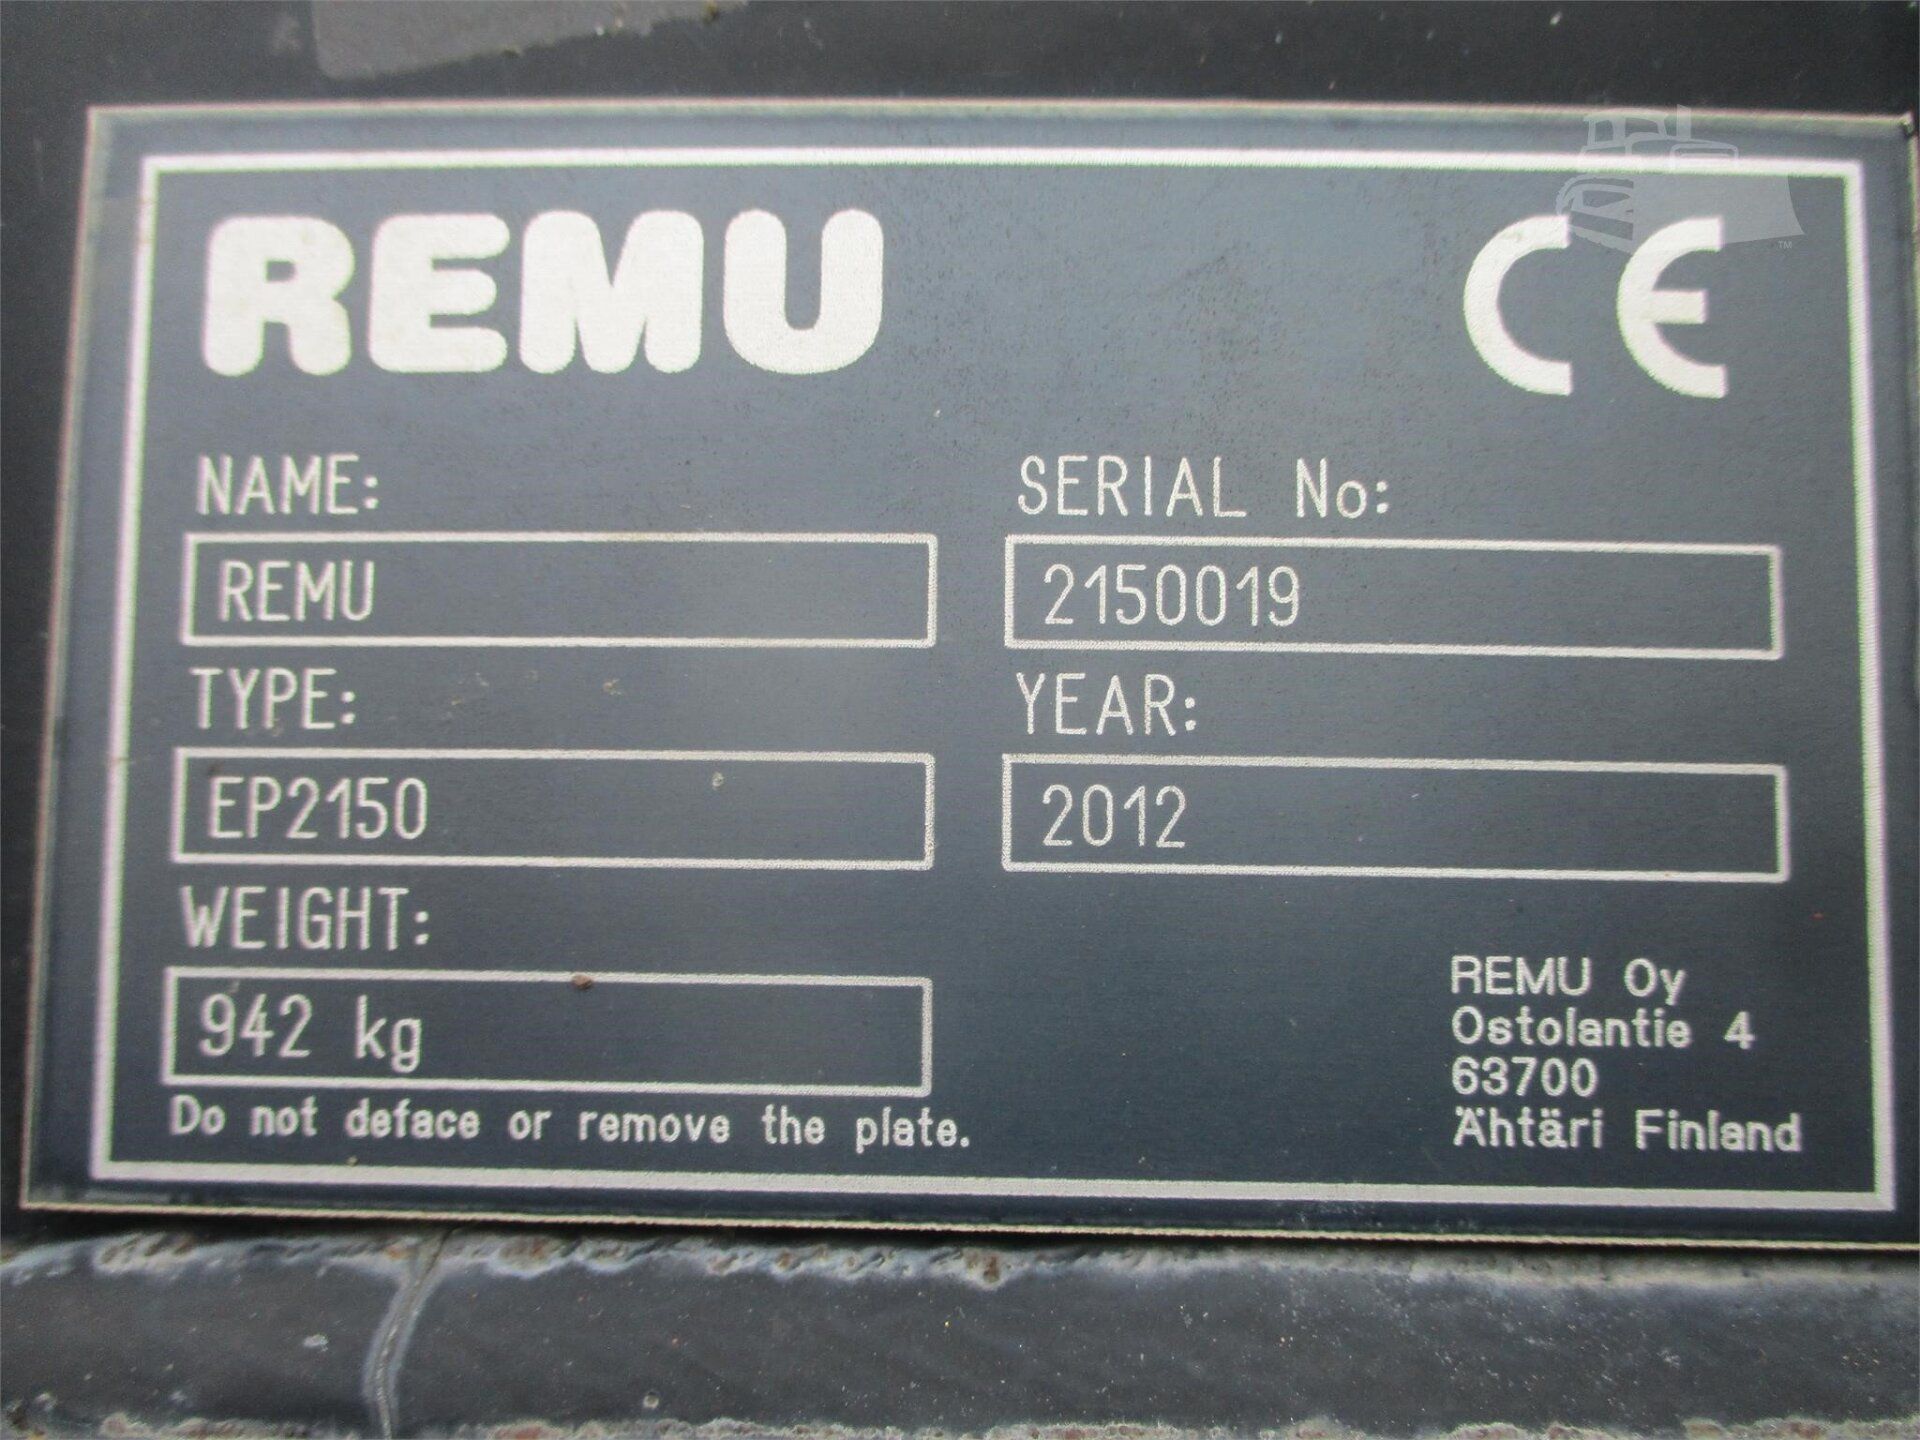 REMU CE
NAME:
REMU
TYPE:
EP2150
WEIGHT:
942 kg
Do not deface or remove the plate.
SERIAL No:
2150019
YEAR:
2012
REMU Oy
Ostolantie 4
63700
Ähtäri Finland
TM